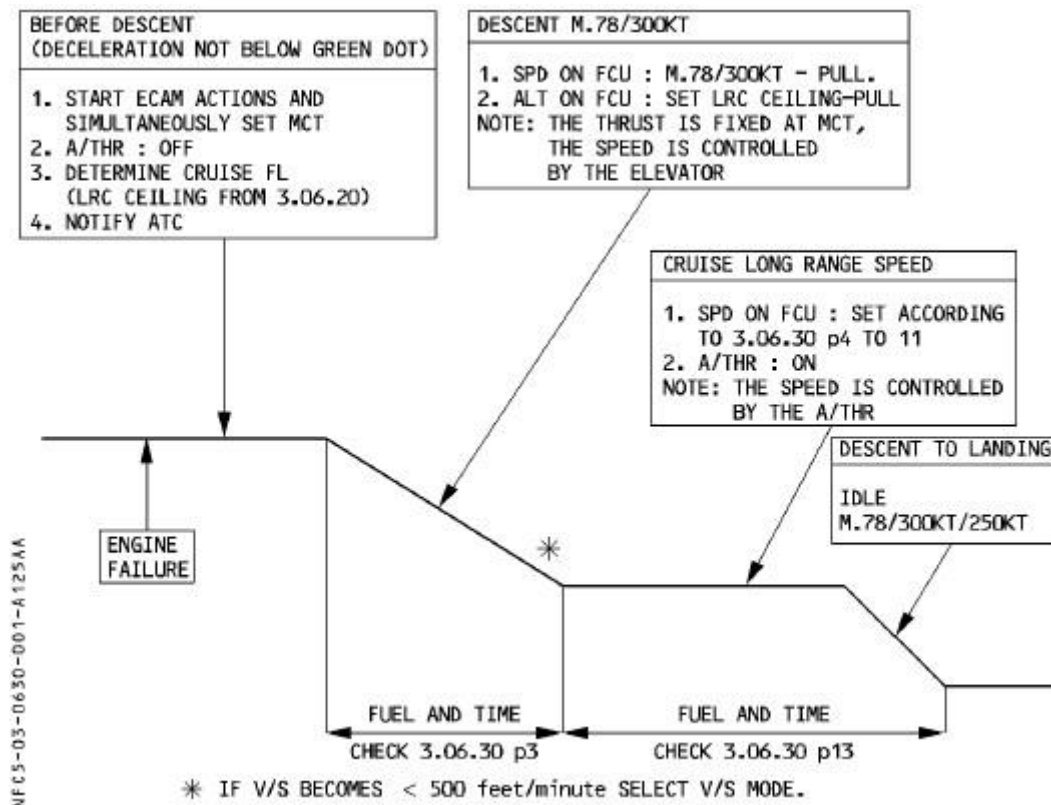 BEFORE DESCENT
(DECELERATION NOT BELOW GREEN DOT)
1. START ECAM ACTIONS AND
SIMULTANEOUSLY SET MCT
2. A/THR : OFF
3. DETERMINE CRUISE FL
(LRC CEILING FROM 3.06.20)
4. NOTIFY ATC
DESCENT M.78/300KT
1. SPD ON FCU : M.78/300KT - PULL.
2. ALT ON FCU : SET LRC CEILING-PULL
NOTE: THE THRUST IS FIXED AT MCT,
THE SPEED IS CONTROLLED
BY THE ELEVATOR
CRUISE LONG RANGE SPEED
1. SPD ON FCU : SET ACCORDING
TO 3.06.30 p4 TO 11
2. A/THR : ON
NOTE: THE SPEED IS CONTROLLED
BY THE A/THR
DESCENT TO LANDING
IDLE
M.78/300KT/250KT
ENGINE
FAILURE
FUEL AND TIME
CHECK 3.06.30 p3
FUEL AND TIME
CHECK 3.06.30 p13
* IF V/S BECOMES < 500 feet/minute SELECT V/S MODE.
NFC5-03-0630-001-A125AA